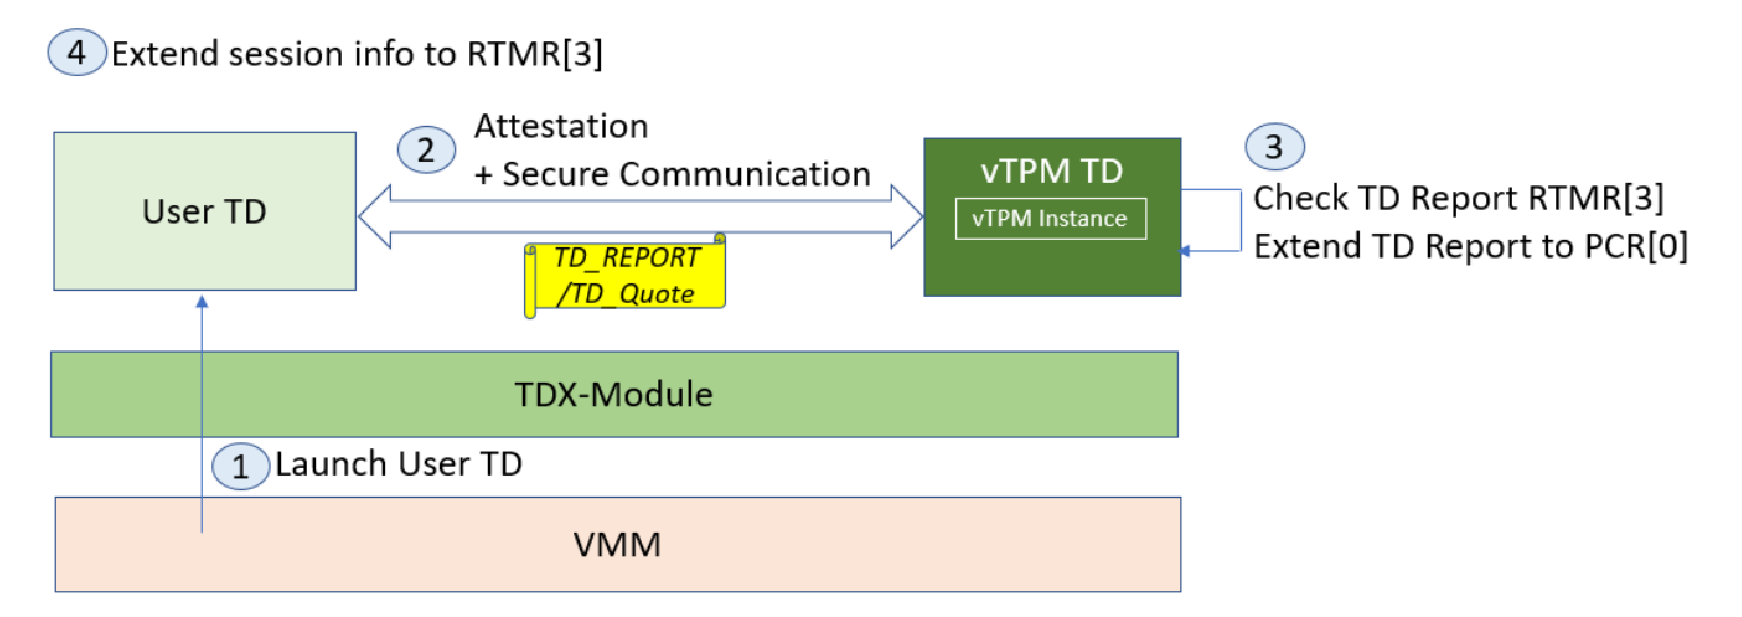 4 Extend session info to RTMR[3]
Attestation
2
+ Secure Communication
User TD
TD_REPORT
/TD_Quote
vTPM TD
vTPM Instance
3
Check TD Report RTMR[3]
Extend TD Report to PCR[0]
TDX-Module
1 Launch User TD
VMM